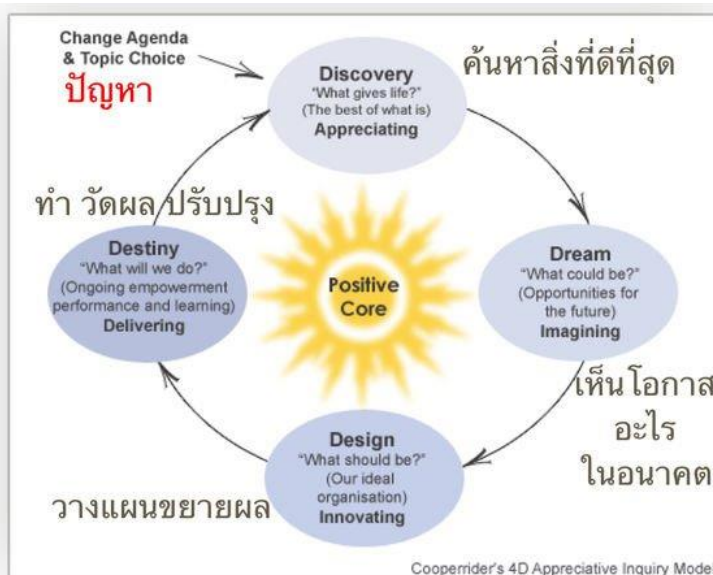 Change Agenda
& Topic Choice
ปัญหา
Discovery
“What gives life?”
(The best of what is)
Appreciating
ค้นหาสิ่งที่ดีที่สุด
Dream
“What could be?”
(Opportunities for
the future)
Imagining
เห็นโอกาส
อะไร
ในอนาคต
Design
“What should be?”
(Our ideal
organisation)
Innovating
วางแผนขยายผล
ทำ วัดผล ปรับปรุง
Destiny
“What will we do?”
(Ongoing empowerment
performance and learning)
Delivering
Positive
Core
Cooperrider's 4D Appreciative Inquiry Model